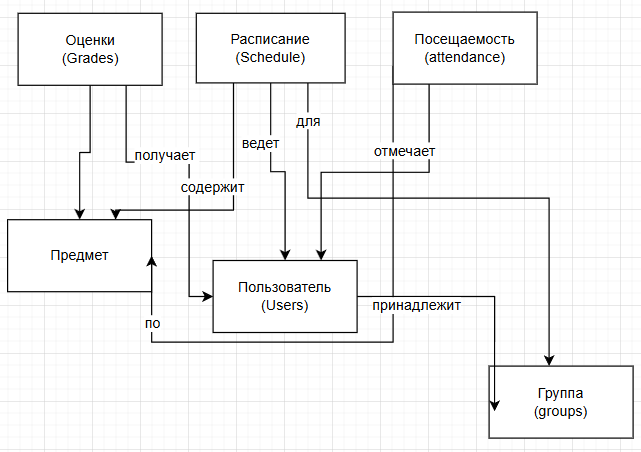 Оценки
(Grades)
Расписание
(Schedule)
Посещаемость
(attendance)
для
ведет
отмечает
получает
содержит
Предмет
Пользователь
(Users)
принадлежит
по
Группа
(groups)